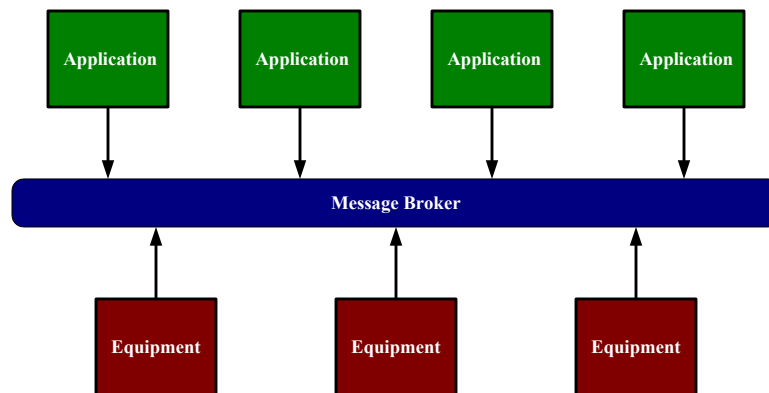 Application
Application
Application
Application
Message Broker
Equipment
Equipment
Equipment